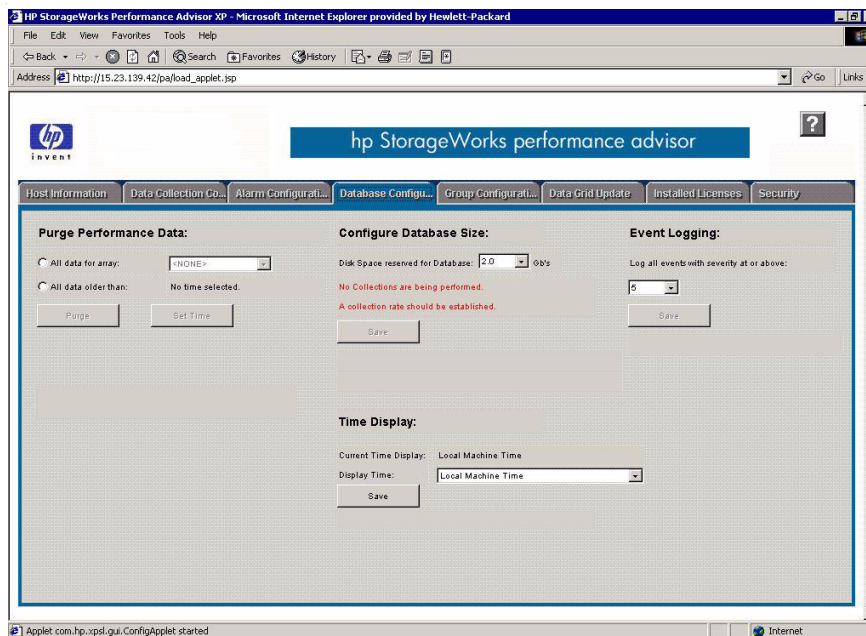 HP StorageWorks Performance Advisor XP - Microsoft Internet Explorer provided by Hewlett-Packard
File Edit View Favorites Tools Help
Back Search Favorites History
Address http://15.23.139.42/pa/load_applet.jsp Go Links
hp
invent
hp StorageWorks performance advisor
?
Host Information Data Collection Co... Alarm Configurati... Database Configu... Group Configurati... Data Grid Update Installed Licenses Security
Purge Performance Data: Configure Database Size: Event Logging:
All data for array: <NONE> Disk Space reserved for Database: 2.0 Gb's Log all events with severity at or above:
All data older than: No time selected. No Collections are being performed. 5
A collection rate should be established.
Purge Set Time Save Save
Time Display:
Current Time Display: Local Machine Time
Display Time: Local Machine Time
Save
Applet com.hp.xpsl.gui.ConfigApplet started Internet